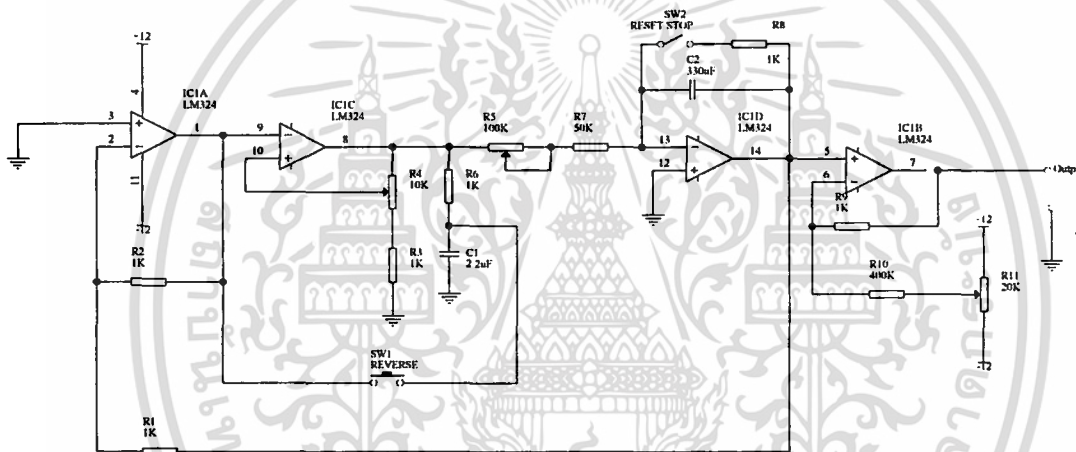 -12
4
IC1A
LM324
3
2
1
11
-12
IC1C
LM324
9
10
8
R4
10K
R3
1K
R6
1K
C1
2 2uF
R5
100K
R7
50K
SW2
RESET STOP
R8
1K
C2
330uF
IC1D
LM324
13
12
14
IC1B
LM324
5
6
7
R9
1K
R10
400K
-12
R11
20K
-12
Outpu
R2
1K
SW1
REVERSE
R1
1K